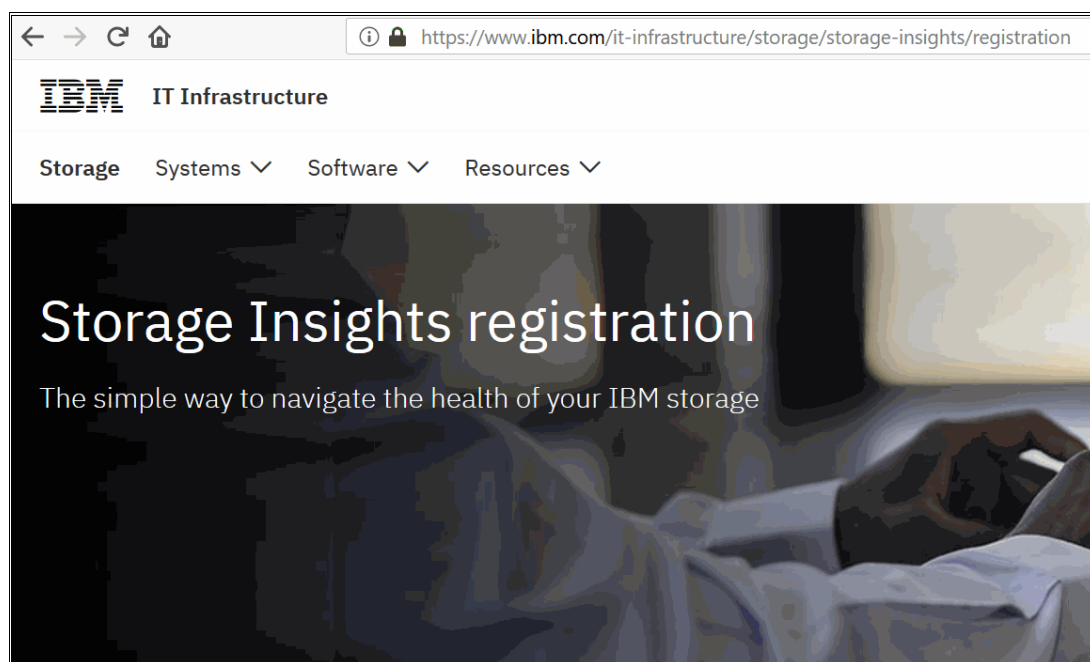 https://www.ibm.com/it-infrastructure/storage/storage-insights/registration
IBM IT Infrastructure
Storage Systems Software Resources
Storage Insights registration
The simple way to navigate the health of your IBM storage